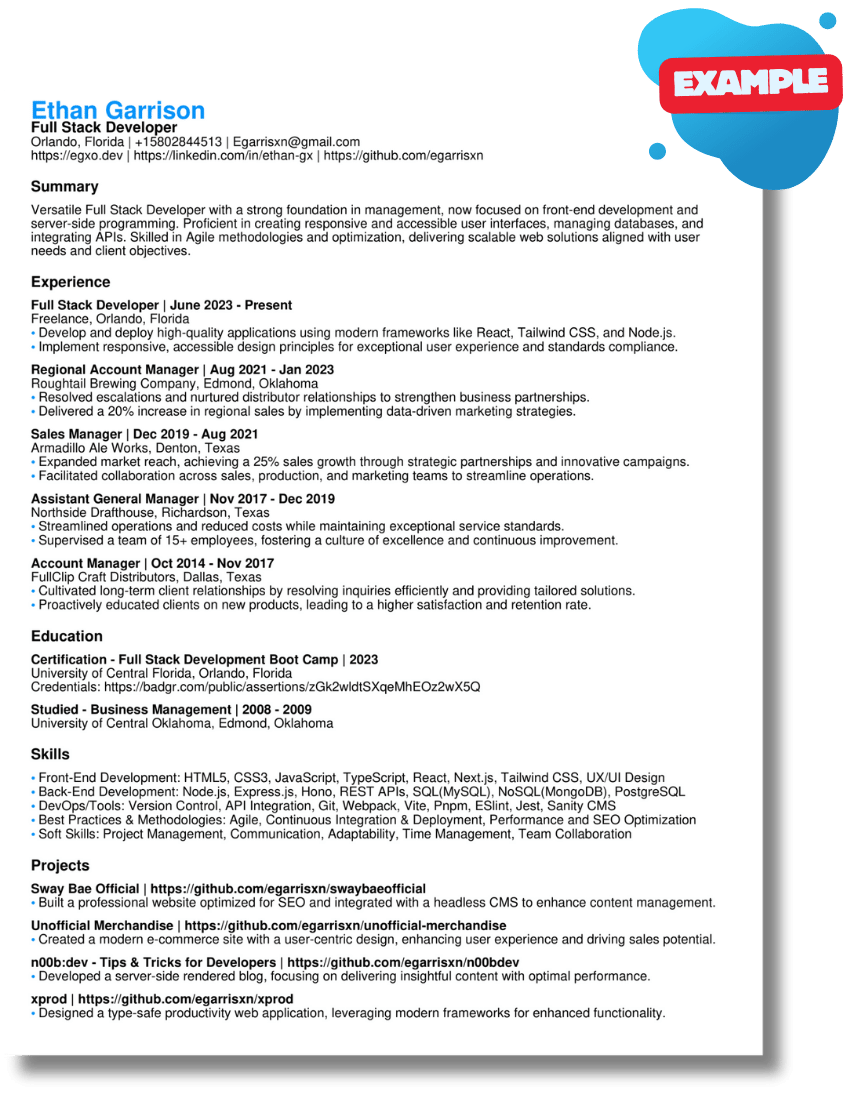 EXAMPLE
Ethan Garrison
Full Stack Developer
Orlando, Florida | +15802844513 | Egarrisxn@gmail.com
https://egxo.dev | https://linkedin.com/in/ethan-gx | https://github.com/egarrisxn
Summary
Versatile Full Stack Developer with a strong foundation in management, now focused on front-end development and
server-side programming. Proficient in creating responsive and accessible user interfaces, managing databases, and
integrating APIs. Skilled in Agile methodologies and optimization, delivering scalable web solutions aligned with user
needs and client objectives.
Experience
Full Stack Developer | June 2023 - Present
Freelance, Orlando, Florida
• Develop and deploy high-quality applications using modern frameworks like React, Tailwind CSS, and Node.js.
• Implement responsive, accessible design principles for exceptional user experience and standards compliance.
Regional Account Manager | Aug 2021 - Jan 2023
Roughtail Brewing Company, Edmond, Oklahoma
• Resolved escalations and nurtured distributor relationships to strengthen business partnerships.
• Delivered a 20% increase in regional sales by implementing data-driven marketing strategies.
Sales Manager | Dec 2019 - Aug 2021
Armadillo Ale Works, Denton, Texas
• Expanded market reach, achieving a 25% sales growth through strategic partnerships and innovative campaigns.
• Facilitated collaboration across sales, production, and marketing teams to streamline operations.
Assistant General Manager | Nov 2017 - Dec 2019
Northside Drafthouse, Richardson, Texas
• Streamlined operations and reduced costs while maintaining exceptional service standards.
• Supervised a team of 15+ employees, fostering a culture of excellence and continuous improvement.
Account Manager | Oct 2014 - Nov 2017
FullClip Craft Distributors, Dallas, Texas
• Cultivated long-term client relationships by resolving inquiries efficiently and providing tailored solutions.
• Proactively educated clients on new products, leading to a higher satisfaction and retention rate.
Education
Certification - Full Stack Development Boot Camp | 2023
University of Central Florida, Orlando, Florida
Credentials: https://badgr.com/public/assertions/zGk2wldtSXqeMhEOz2wX5Q
Studied - Business Management | 2008 - 2009
University of Central Oklahoma, Edmond, Oklahoma
Skills
• Front-End Development: HTML5, CSS3, JavaScript, TypeScript, React, Next.js, Tailwind CSS, UX/UI Design
• Back-End Development: Node.js, Express.js, Hono, REST APIs, SQL(MySQL), NoSQL(MongoDB), PostgreSQL
• DevOps/Tools: Version Control, API Integration, Git, Webpack, Vite, Pnpm, ESlint, Jest, Sanity CMS
• Best Practices & Methodologies: Agile, Continuous Integration & Deployment, Performance and SEO Optimization
• Soft Skills: Project Management, Communication, Adaptability, Time Management, Team Collaboration
Projects
Sway Bae Official | https://github.com/egarrisxn/swaybaeofficial
• Built a professional website optimized for SEO and integrated with a headless CMS to enhance content management.
Unofficial Merchandise | https://github.com/egarrisxn/unofficial-merchandise
• Created a modern e-commerce site with a user-centric design, enhancing user experience and driving sales potential.
n00b:dev - Tips & Tricks for Developers | https://github.com/egarrisxn/n00bdev
• Developed a server-side rendered blog, focusing on delivering insightful content with optimal performance.
xprod | https://github.com/egarrisxn/xprod
• Designed a type-safe productivity web application, leveraging modern frameworks for enhanced functionality.